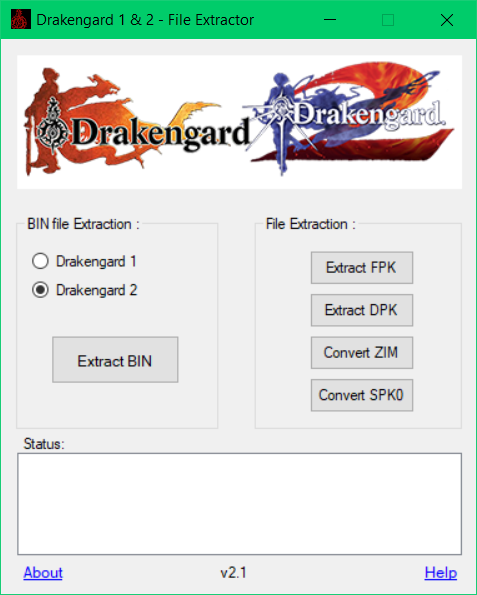 Drakengard 1 & 2 - File Extractor
Drakengard
Drakengard.
BIN file Extraction :
Drakengard 1
Drakengard 2
Extract BIN
File Extraction :
Extract FPK
Extract DPK
Convert ZIM
Convert SPK0
Status:
About
v2.1
Help